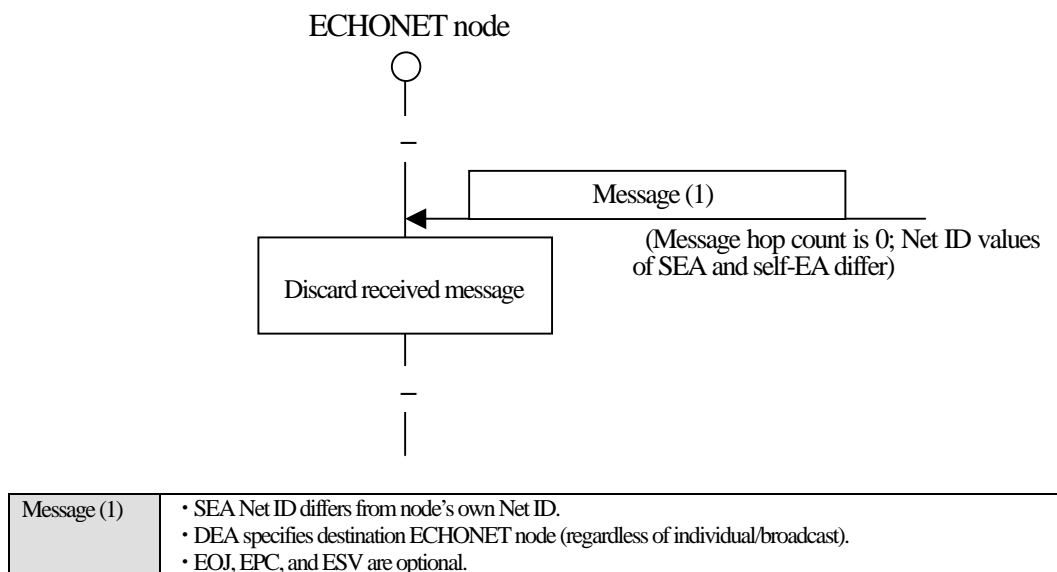 ECHONET node
Message (1)
(Message hop count is 0; Net ID values
of SEA and self-EA differ)
Discard received message
Message (1)
・SEA Net ID differs from node's own Net ID.
・DEA specifies destination ECHONET node (regardless of individual/broadcast).
・EOJ, EPC, and ESV are optional.